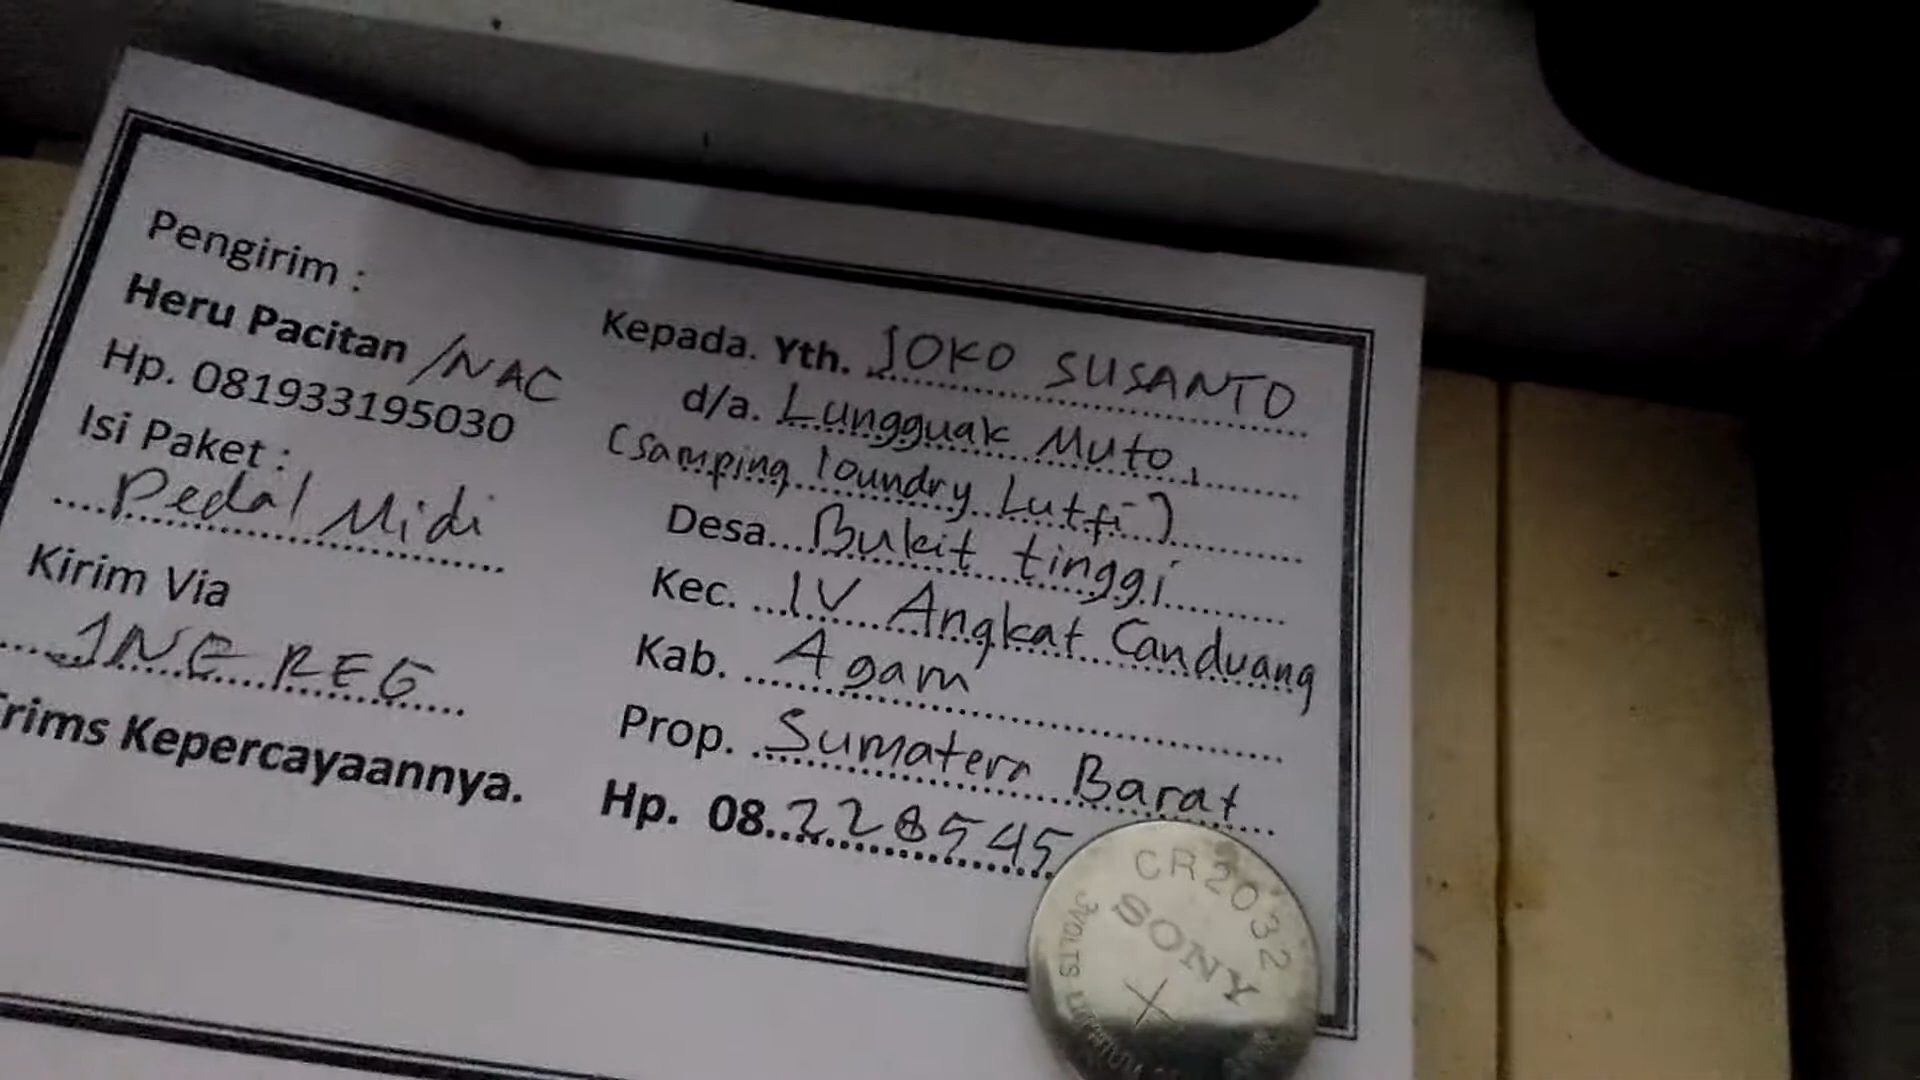 Pengirim :
Heru Pacitan /NAC
Hp. 081933195030
Isi Paket :
Pedal Midi
Kirim Via
JNE REG
Trims Kepercayaannya.
Kepada. Yth. JOKO SUSANTO
d/a. Lungguak Muto,
(samping loundry Lutfi)
Desa Bukit tinggi
Kec. IV Angkat Canduang
Kab. Agam
Prop. Sumatera Barat
Hp. 08 228545
CR2032
SONY
3VOLTS